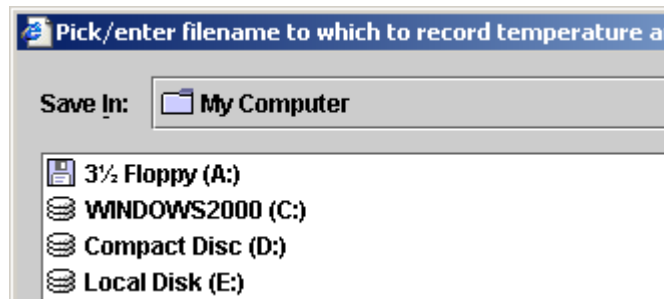 Pick/enter filename to which to record temperature a
Save In: My Computer
3½ Floppy (A:)
WINDOWS2000 (C:)
Compact Disc (D:)
Local Disk (E:)